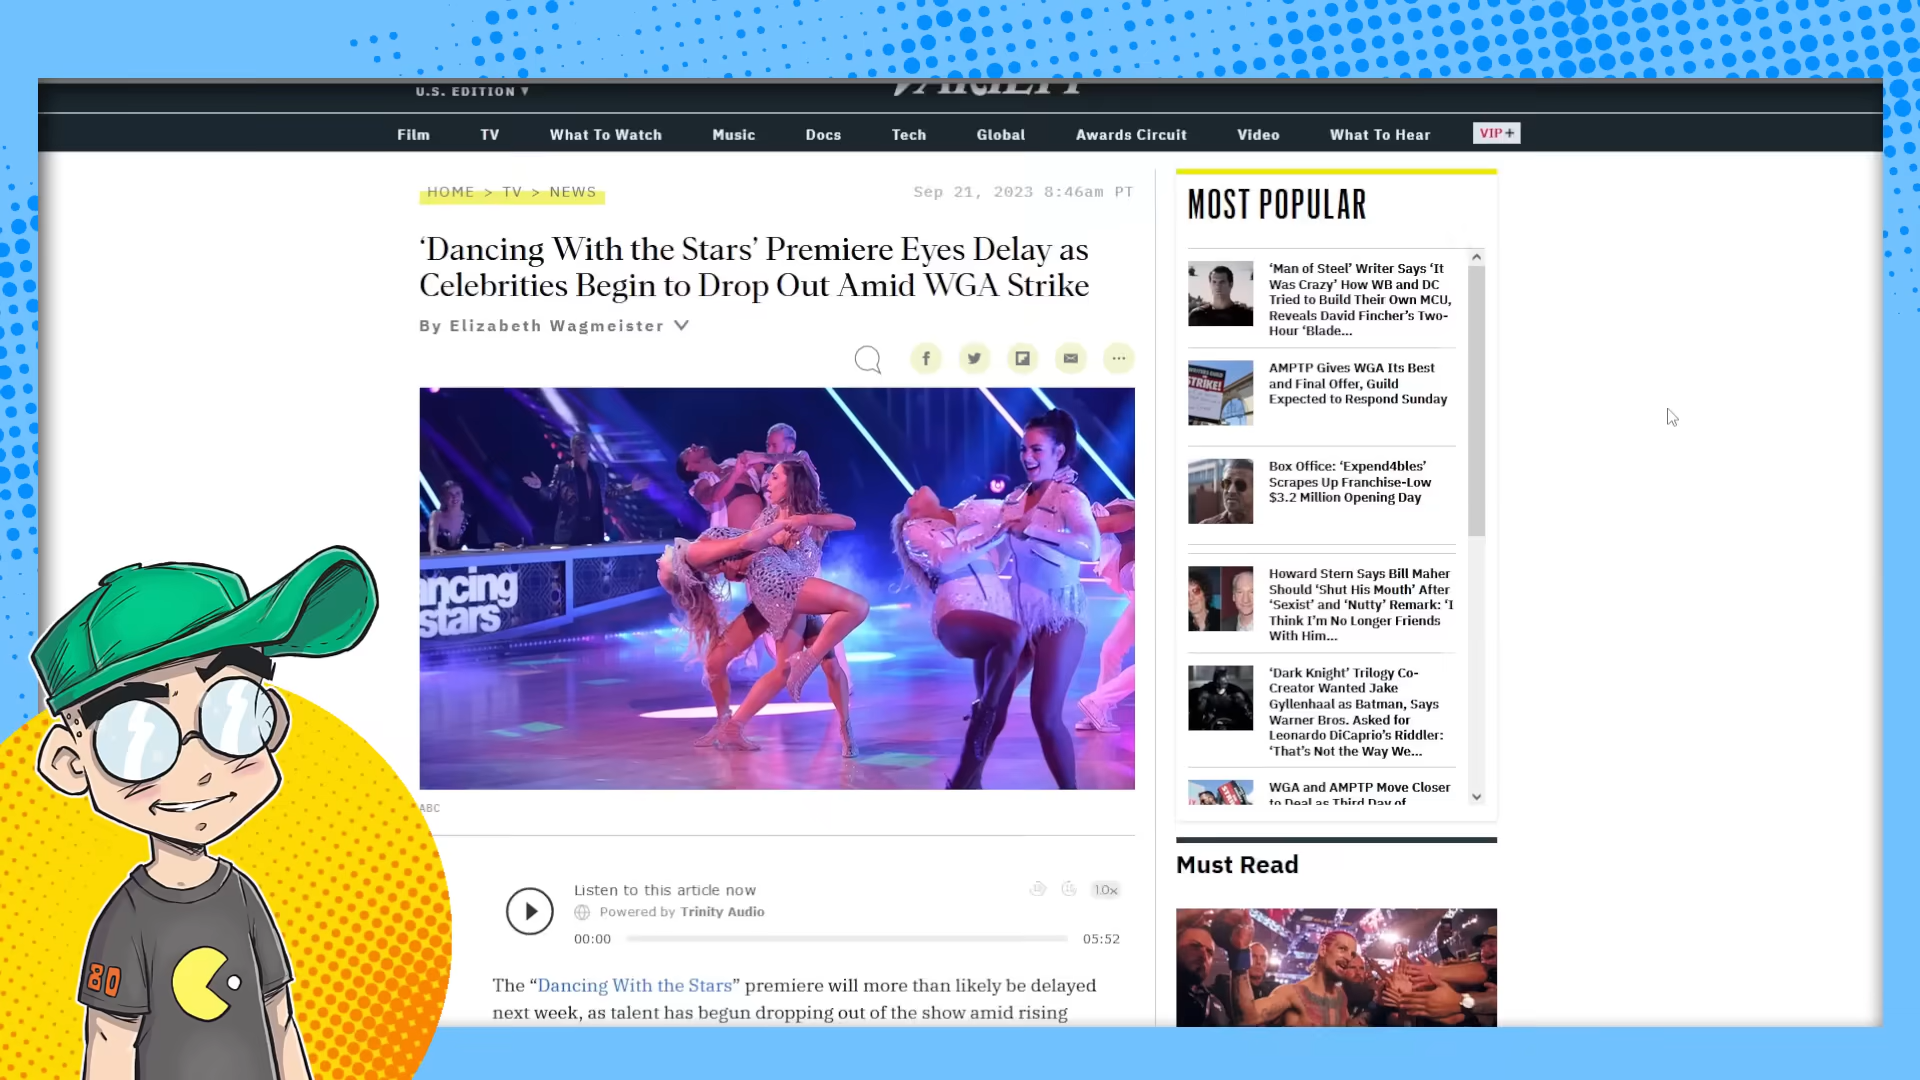 U.S. EDITION ▾
VARIETY
Film TV What To Watch Music Docs Tech Global Awards Circuit Video What To Hear VIP+
HOME > TV > NEWS
Sep 21, 2023 8:46am PT
‘Dancing With the Stars’ Premiere Eyes Delay as
Celebrities Begin to Drop Out Amid WGA Strike
By Elizabeth Wagmeister
ncing
stars
ABC
Listen to this article now
1.0x
Powered by Trinity Audio
00:00
05:52
The “Dancing With the Stars” premiere will more than likely be delayed
next week, as talent has begun dropping out of the show amid rising
MOST POPULAR
‘Man of Steel’ Writer Says ‘It
Was Crazy’ How WB and DC
Tried to Build Their Own MCU,
Reveals David Fincher’s Two-
Hour ‘Blade...
STRIKE!
AMPTP Gives WGA Its Best
and Final Offer, Guild
Expected to Respond Sunday
Box Office: ‘Expend4bles’
Scrapes Up Franchise-Low
$3.2 Million Opening Day
Howard Stern Says Bill Maher
Should ‘Shut His Mouth’ After
‘Sexist’ and ‘Nutty’ Remark: ‘I
Think I’m No Longer Friends
With Him...
‘Dark Knight’ Trilogy Co-
Creator Wanted Jake
Gyllenhaal as Batman, Says
Warner Bros. Asked for
Leonardo DiCaprio’s Riddler:
‘That’s Not the Way We...
WGA and AMPTP Move Closer
to Deal as Third Day of
Must Read
80